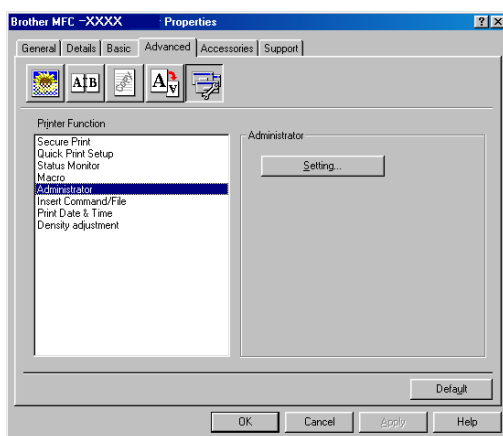 Brother MFC -XXXX : Properties
General Details Basic Advanced Accessories Support
A B
A A
Printer Function
Secure Print
Quick Print Setup
Status Monitor
Macro
Administrator
Insert Command/File
Print Date & Time
Density adjustment
Administrator
Setting...
Default
OK Cancel Apply Help